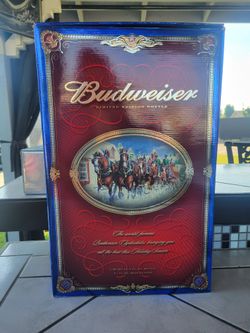 Budweiser
LIMITED EDITION BOTTLE
The world famous
Budweiser Clydesdales bringing you
all the best this Holiday Season